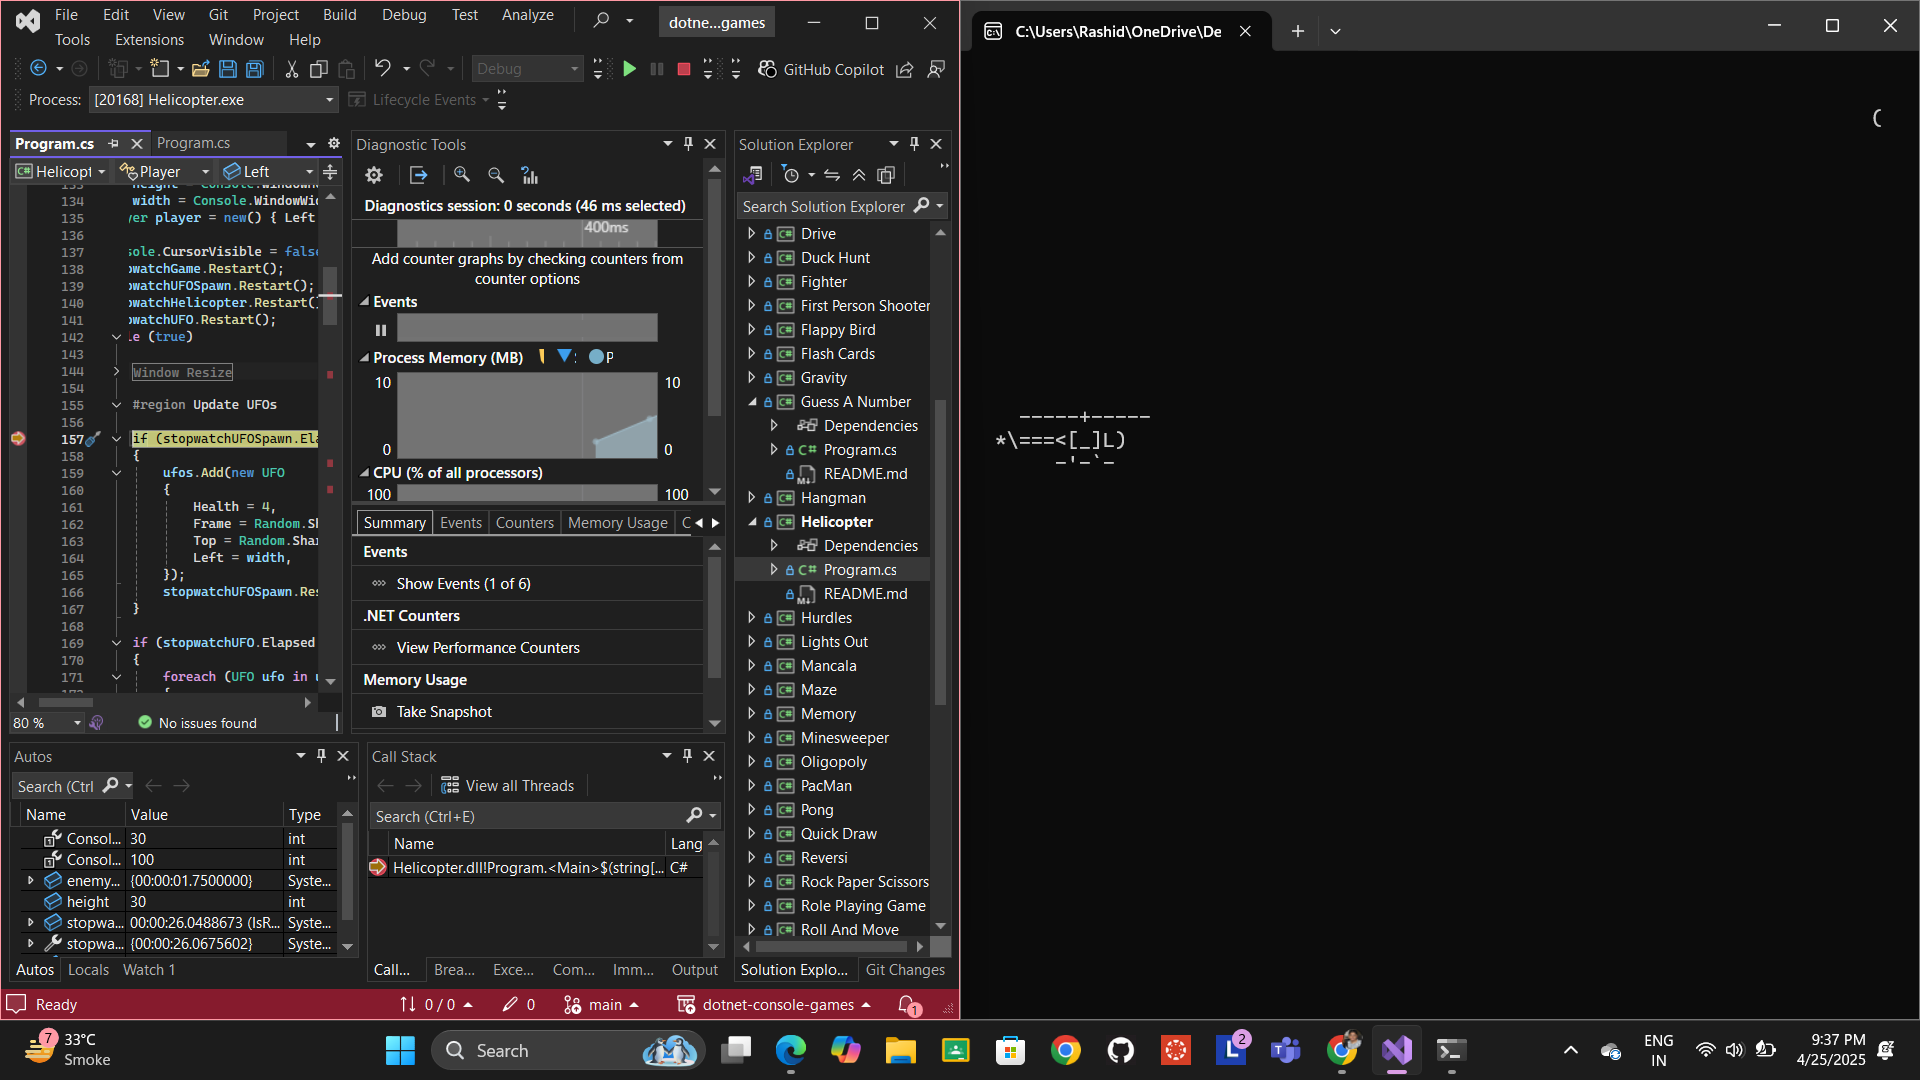 File Edit View Git Project Build Debug Test Analyze
dotne...games
Tools Extensions Window Help
Debug
GitHub Copilot
Process: [20168] Helicopter.exe
Lifecycle Events
Program.cs
Program.cs
Helicopt
Player
Left
134 width = Console.WindowWi
135 yer player = new() { Left
136
137 sole.CursorVisible = fals
138 pwatchGame.Restart();
139 pwatchUFOSpawn.Restart();
140 pwatchHelicopter.Restart(
141 pwatchUFO.Restart();
142 le (true)
143
144 Window Resize
154
155 #region Update UFOs
156
157 if (stopwatchUFOSpawn.Ela
158 {
159 ufos.Add(new UFO
160 {
161 Health = 4,
162 Frame = Random.Sh
163 Top = Random.Sha
164 Left = width,
165 });
166 stopwatchUFOSpawn.Res
167 }
168
169 if (stopwatchUFO.Elapsed
170 {
171 foreach (UFO ufo in u
80 %
No issues found
Diagnostic Tools
Diagnostics session: 0 seconds (46 ms selected)
400ms
Add counter graphs by checking counters from
counter options
Events
Process Memory (MB)
P
10 10
0 0
CPU (% of all processors)
100 100
Summary Events Counters Memory Usage C
Events
Show Events (1 of 6)
.NET Counters
View Performance Counters
Memory Usage
Take Snapshot
Solution Explorer
Search Solution Explorer
Drive
Duck Hunt
Fighter
First Person Shooter
Flappy Bird
Flash Cards
Gravity
Guess A Number
Dependencies
Program.cs
README.md
Hangman
Helicopter
Dependencies
Program.cs
README.md
Hurdles
Lights Out
Mancala
Maze
Memory
Minesweeper
Oligopoly
PacMan
Pong
Quick Draw
Reversi
Rock Paper Scissors
Role Playing Game
Roll And Move
Solution Explo... Git Changes
Autos
Search (Ctrl
Name Value Type
Consol... 30 int
Consol... 100 int
enemy... {00:00:01.7500000} Syste...
height 30 int
stopwa... 00:00:26.0488673 (IsR... Syste...
stopwa... {00:00:26.0675602} Syste...
Autos Locals Watch 1
Call Stack
View all Threads
Search (Ctrl+E)
Name Lang
Helicopter.dll!Program.<Main>$(string[... C#
Call... Brea... Exce... Com... Imm... Output
Ready
0 / 0
0
main
dotnet-console-games
1
C:\Users\Rashid\OneDrive\De
(
-----+-----
*\===<[_]L)
-'-`-
7
33°C
Smoke
Search
2
ENG
IN
9:37 PM
4/25/2025